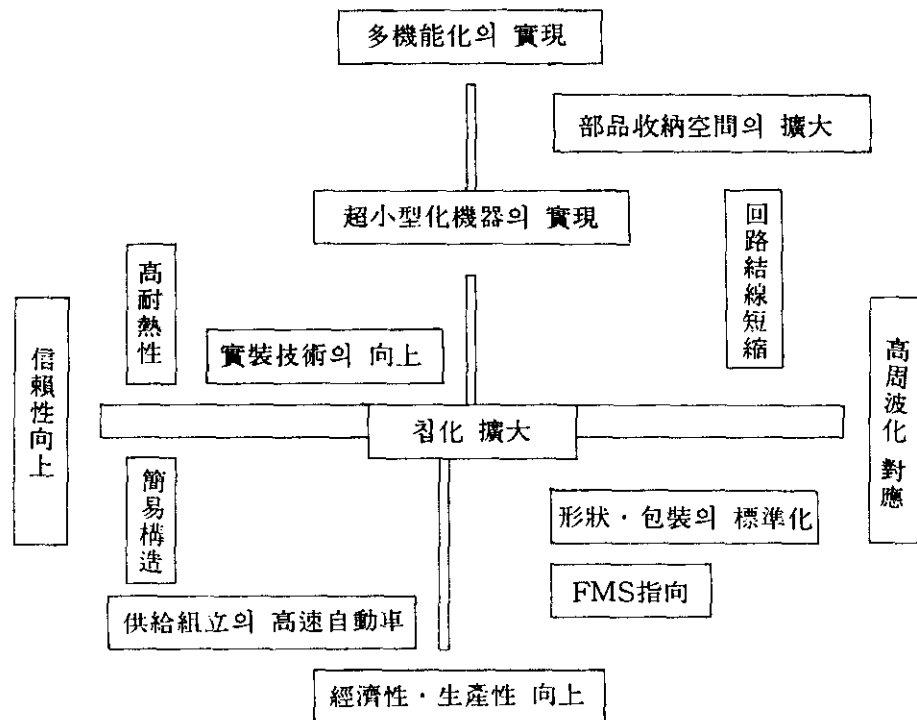 多機能化의 實現
部品收納空間의 擴大
超小型化機器의 實現
回路結線短縮
高耐熱性
信賴性向上
實裝技術의 向上
高周波化 對應
칩化 擴大
簡易構造
形狀·包裝의 標準化
FMS指向
供給組立의 高速自動車
經濟性·生產性 向上